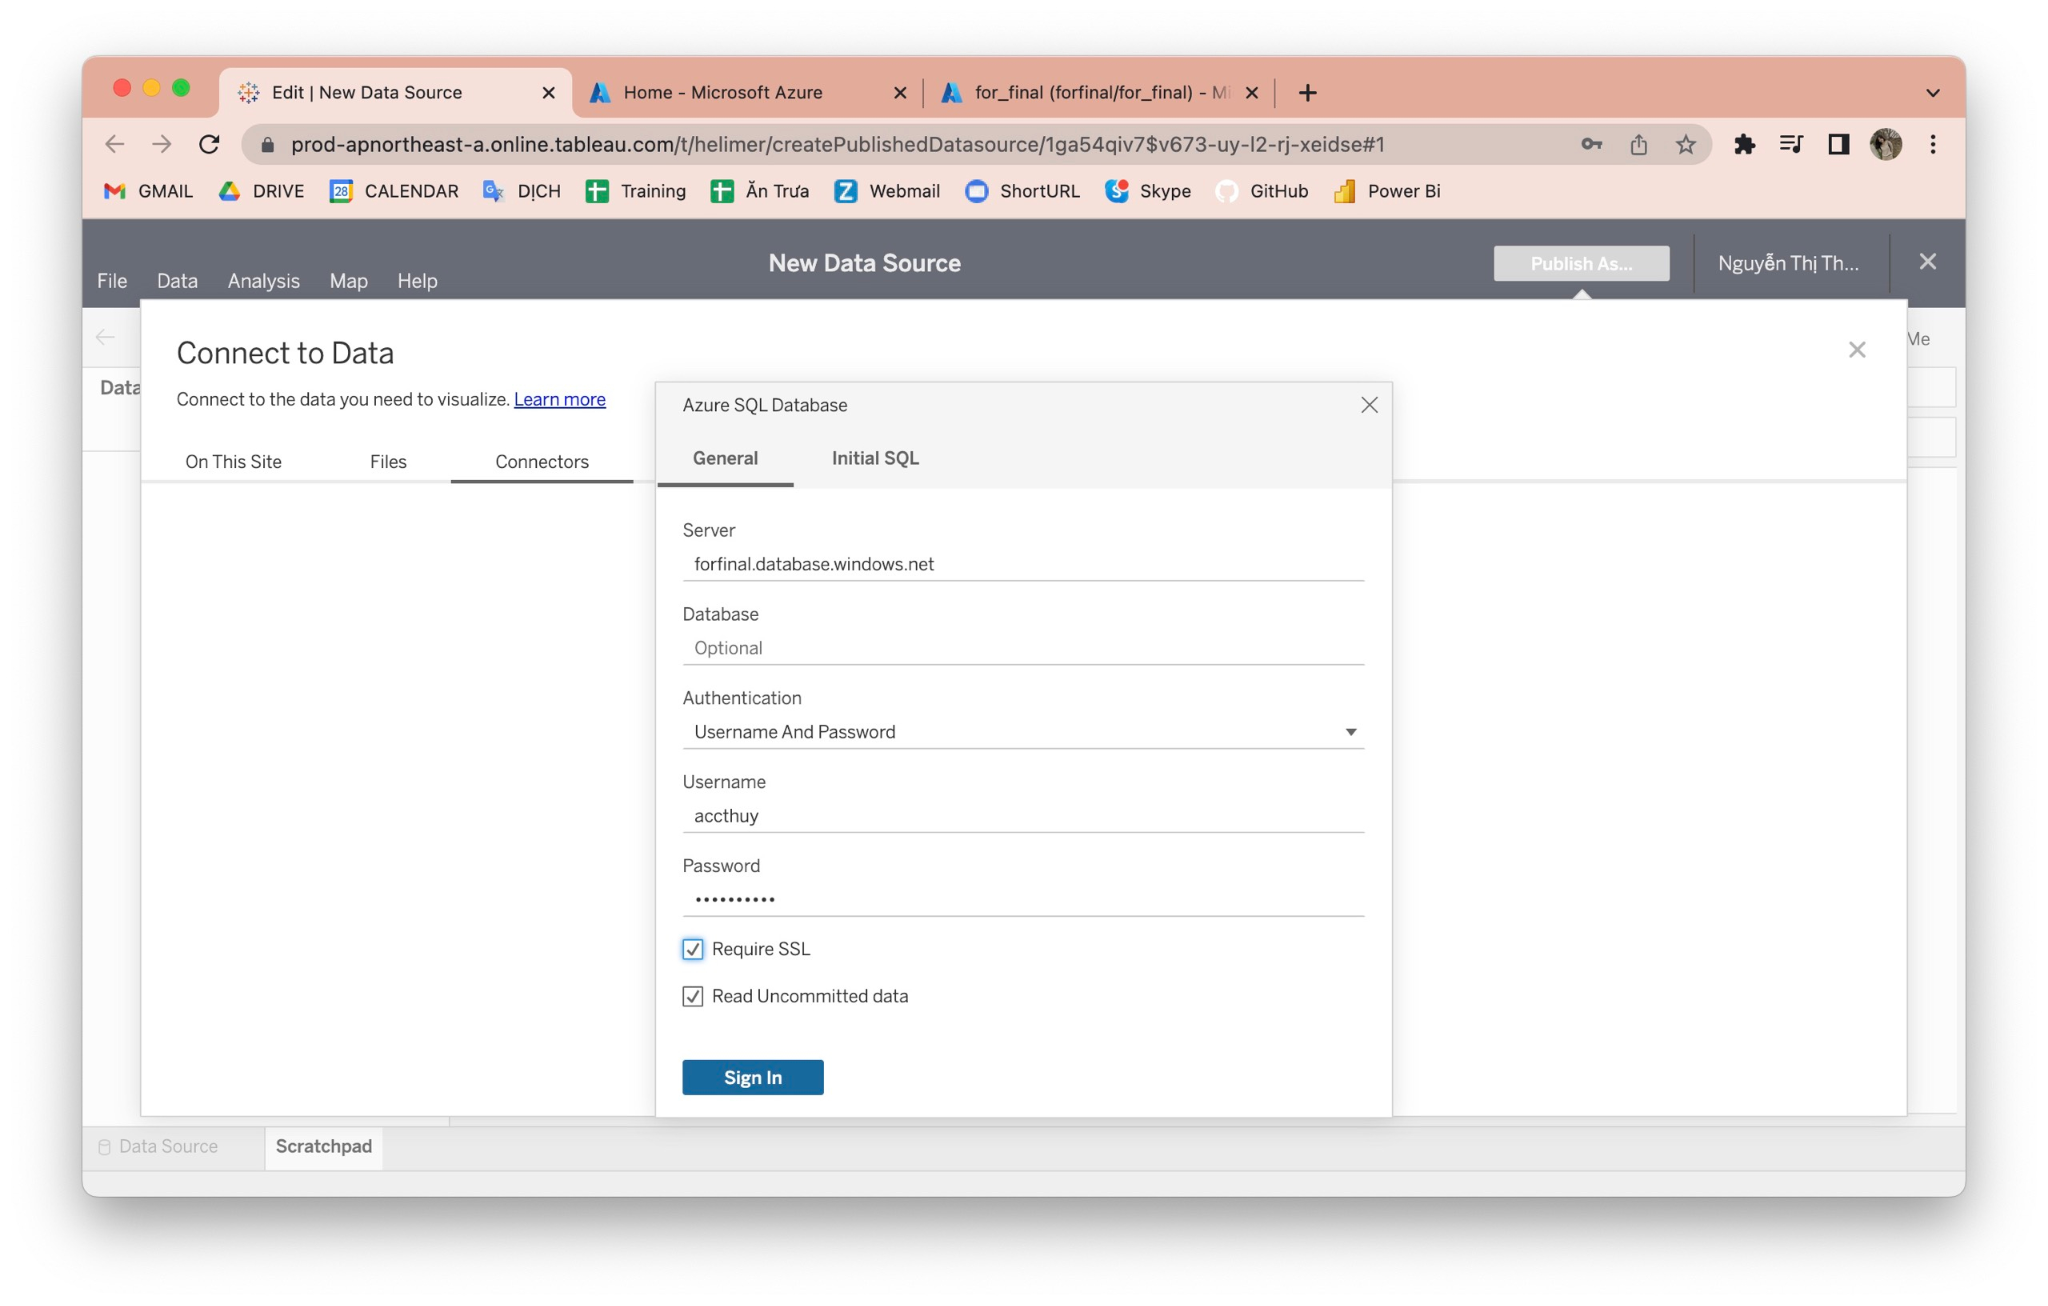 Edit | New Data Source
Home - Microsoft Azure
for_final (forfinal/for_final) - Mi
prod-apnortheast-a.online.tableau.com/t/helimer/createPublishedDatasource/1ga54qiv7$v673-uy-l2-rj-xeidse#1
GMAIL
DRIVE
28
CALENDAR
DỊCH
Training
Ăn Trưa
Z
Webmail
ShortURL
Skype
GitHub
Power Bi
New Data Source
File
Data
Analysis
Map
Help
Publish As...
Nguyễn Thị Th...
Me
Data
Connect to Data
Connect to the data you need to visualize. Learn more
On This Site
Files
Connectors
Azure SQL Database
General
Initial SQL
Server
forfinal.database.windows.net
Database
Optional
Authentication
Username And Password
Username
accthuy
Password
••••••••••
Require SSL
Read Uncommitted data
Sign In
Data Source
Scratchpad